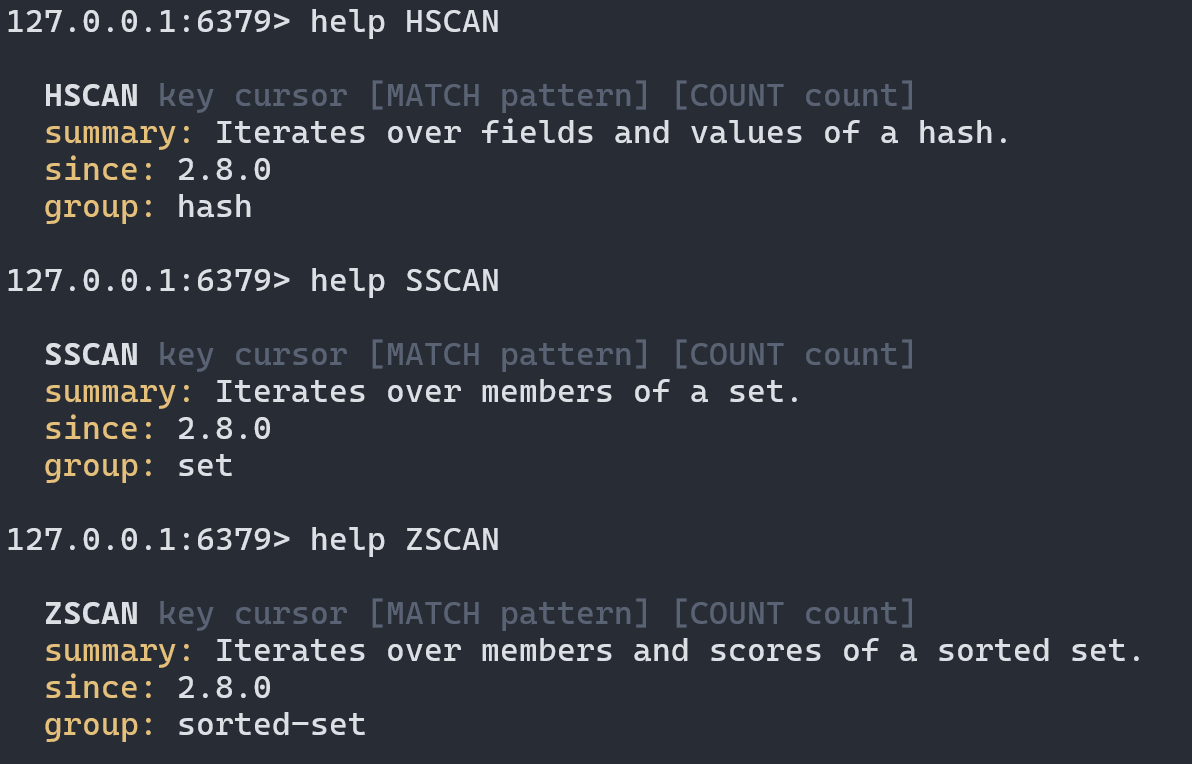 127.0.0.1:6379> help HSCAN
HSCAN key cursor [MATCH pattern] [COUNT count]
summary: Iterates over fields and values of a hash.
since: 2.8.0
group: hash
127.0.0.1:6379> help SSCAN
SSCAN key cursor [MATCH pattern] [COUNT count]
summary: Iterates over members of a set.
since: 2.8.0
group: set
127.0.0.1:6379> help ZSCAN
ZSCAN key cursor [MATCH pattern] [COUNT count]
summary: Iterates over members and scores of a sorted set.
since: 2.8.0
group: sorted-set